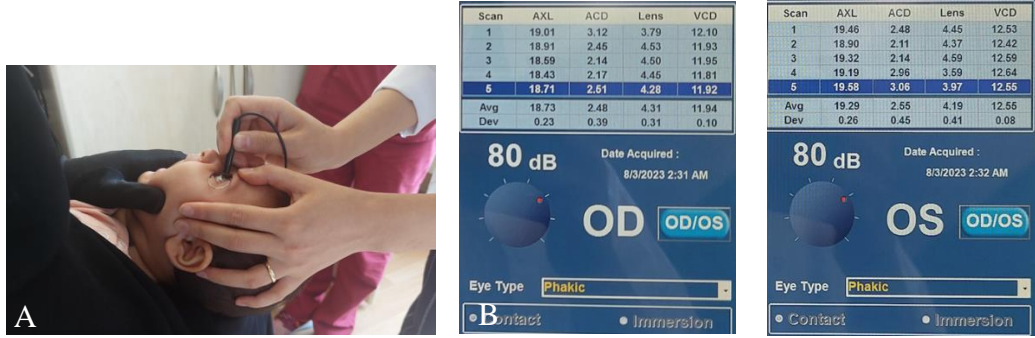 A
Scan AXL ACD Lens VCD
1 19.01 3.12 3.79 12.10
2 18.91 2.45 4.53 11.93
3 18.59 2.14 4.50 11.95
4 18.43 2.17 4.45 11.81
5 18.71 2.51 4.28 11.92
Avg 18.73 2.48 4.31 11.94
Dev 0.23 0.39 0.31 0.10
80 dB
Date Acquired :
8/3/2023 2:31 AM
OD
OD/OS
Eye Type Phakic
Contact Immersion
B
Scan AXL ACD Lens VCD
1 19.46 2.48 4.45 12.53
2 18.90 2.11 4.37 12.42
3 19.32 2.14 4.59 12.59
4 19.19 2.96 3.59 12.64
5 19.58 3.06 3.97 12.55
Avg 19.29 2.55 4.19 12.55
Dev 0.26 0.45 0.41 0.08
80 dB
Date Acquired :
8/3/2023 2:32 AM
OS
OD/OS
Eye Type Phakic
Contact Immersion